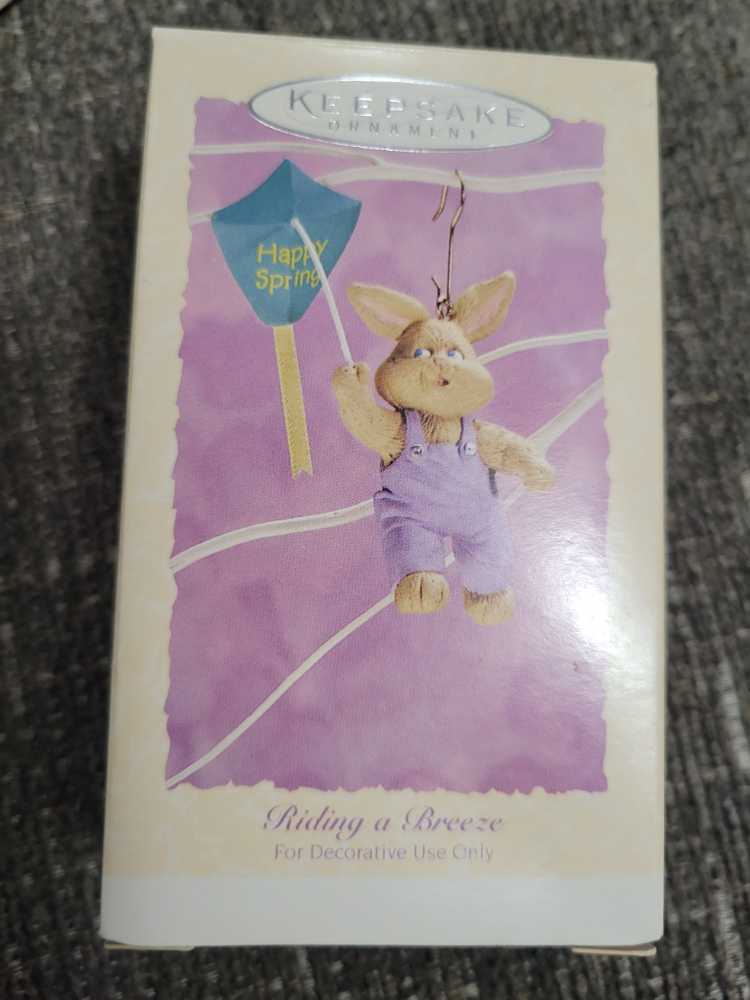 KEEPSAKE
ORNAMENT
Happy
Spring
Riding a Breeze
For Decorative Use Only